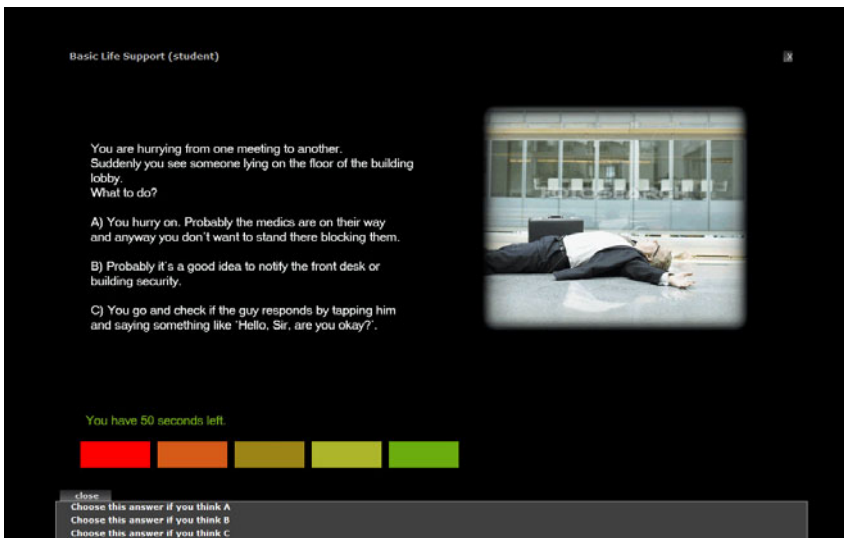 Basic Life Support (student)
X
You are hurrying from one meeting to another.
Suddenly you see someone lying on the floor of the building
lobby.
What to do?
A) You hurry on. Probably the medics are on their way
and anyway you don't want to stand there blocking them.
B) Probably it's a good idea to notify the front desk or
building security.
C) You go and check if the guy responds by tapping him
and saying something like 'Hello, Sir, are you okay?'.
You have 50 seconds left.
close
Choose this answer if you think A
Choose this answer if you think B
Choose this answer if you think C